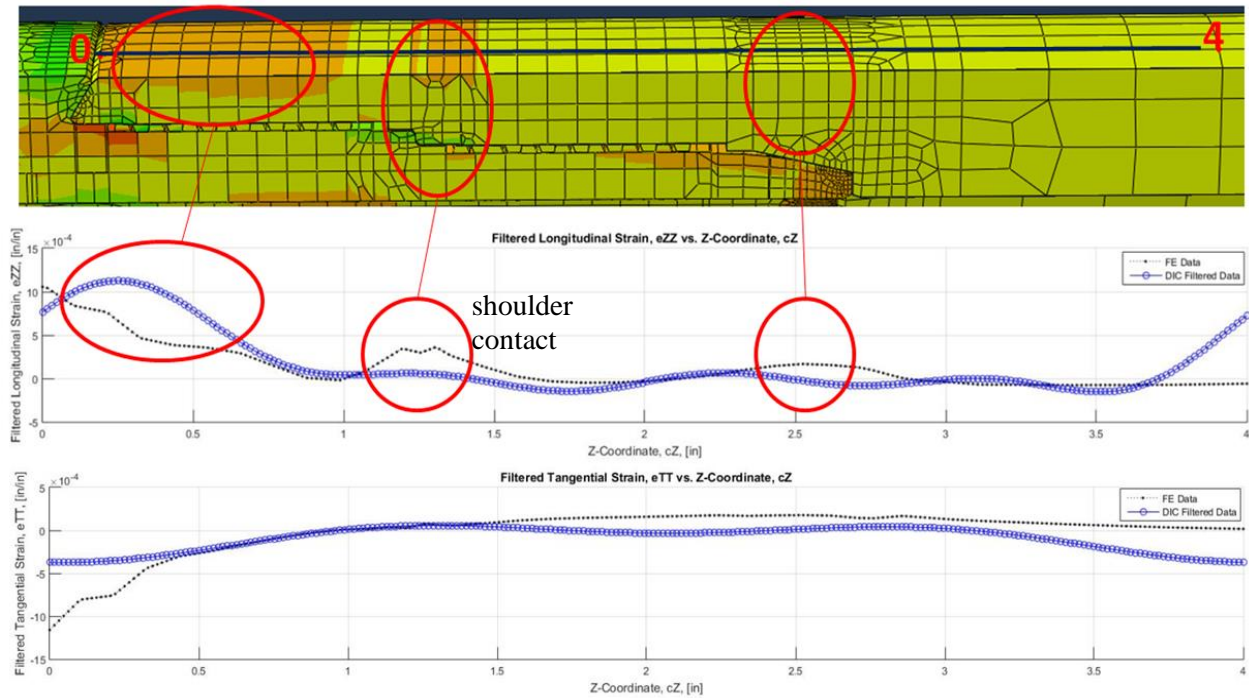 0
4
Filtered Longitudinal Strain, eZZ vs. Z-Coordinate, cZ
×10⁻⁴
15
10
5
0
-5
Filtered Longitudinal Strain, eZZ, [in/in]
FE Data
DIC Filtered Data
shoulder
contact
0 0.5 1 1.5 2 2.5 3 3.5 4
Z-Coordinate, cZ, [in]
Filtered Tangential Strain, eTT vs. Z-Coordinate, cZ
×10⁻⁴
5
0
-5
-10
-15
Filtered Tangential Strain, eTT, [in/in]
FE Data
DIC Filtered Data
0 0.5 1 1.5 2 2.5 3 3.5 4
Z-Coordinate, cZ, [in]